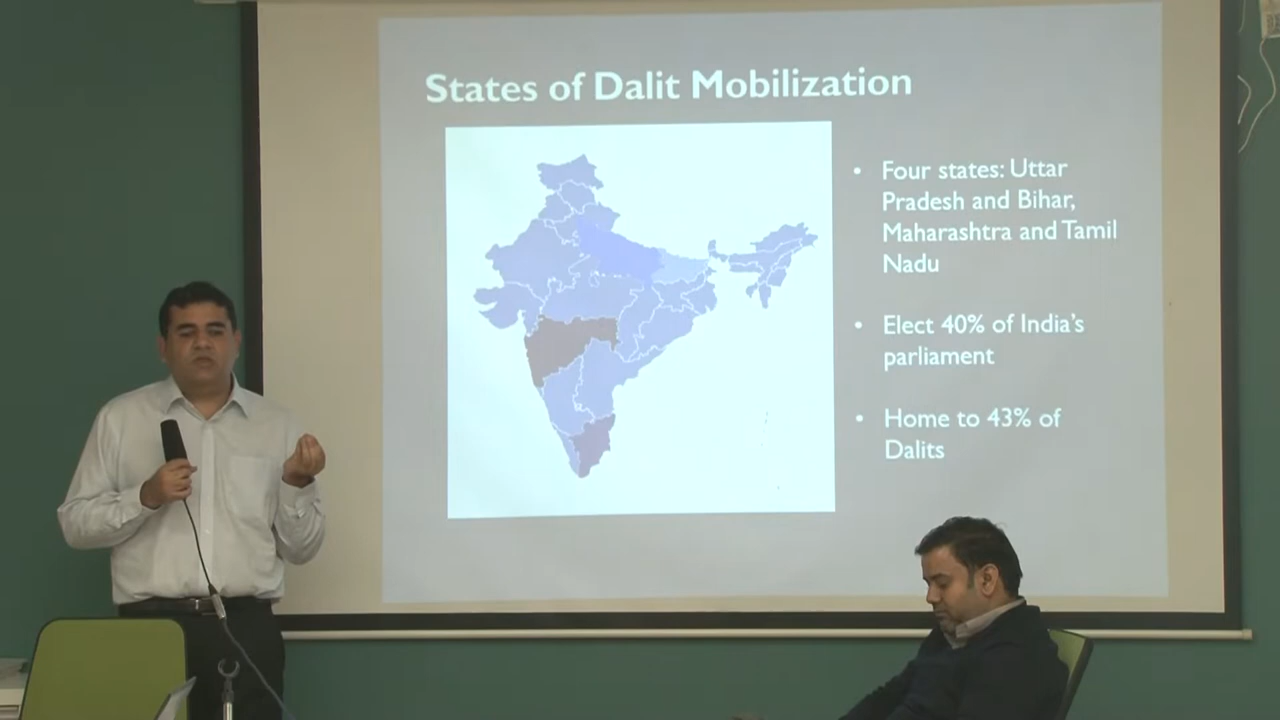 States of Dalit Mobilization
• Four states: Uttar
Pradesh and Bihar,
Maharashtra and Tamil
Nadu
• Elect 40% of India's
parliament
• Home to 43% of
Dalits